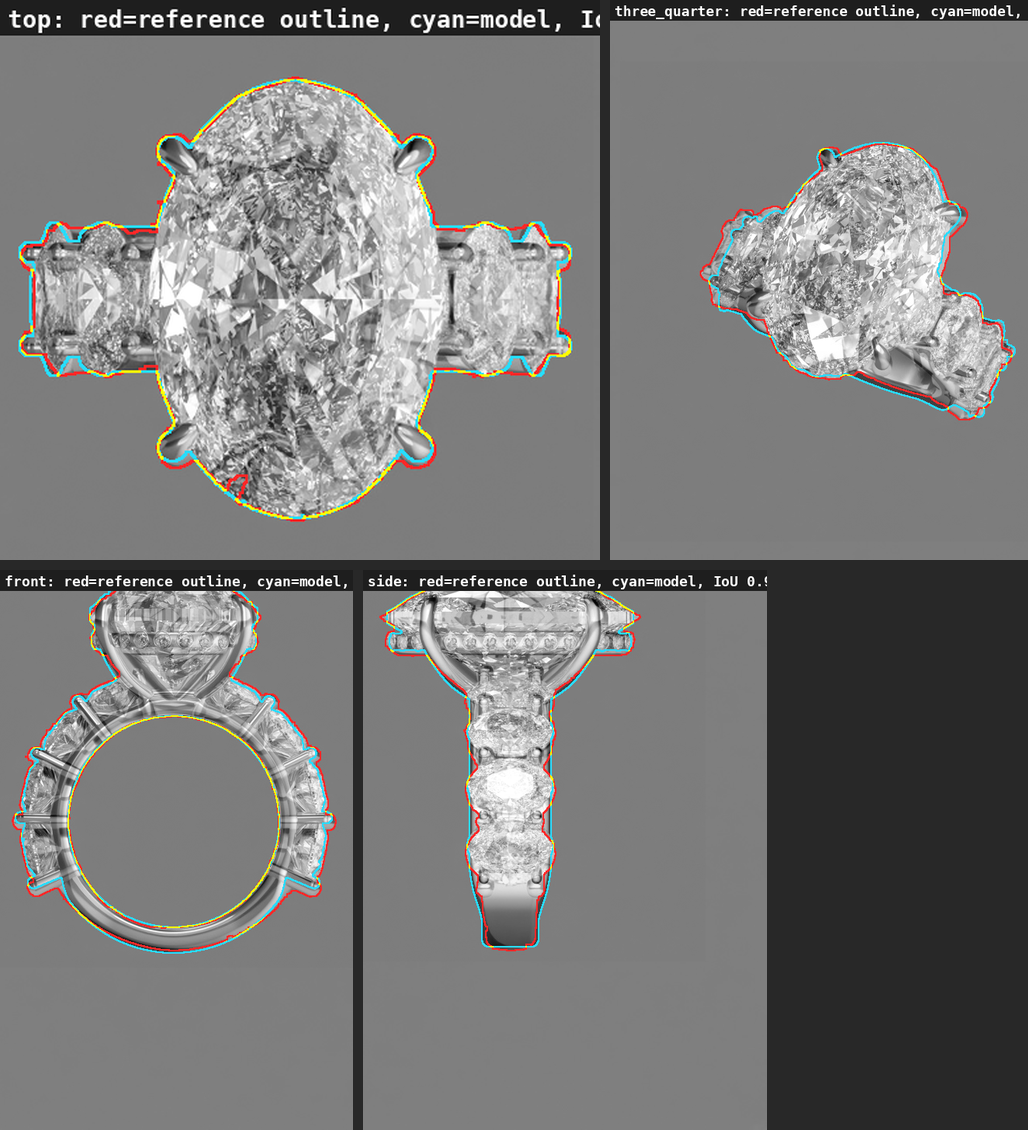 top: red=reference outline, cyan=model,
three_quarter: red=reference outline, cyan=model,
front: red=reference outline, cyan=model,
side: red=reference outline, cyan=model, IoU